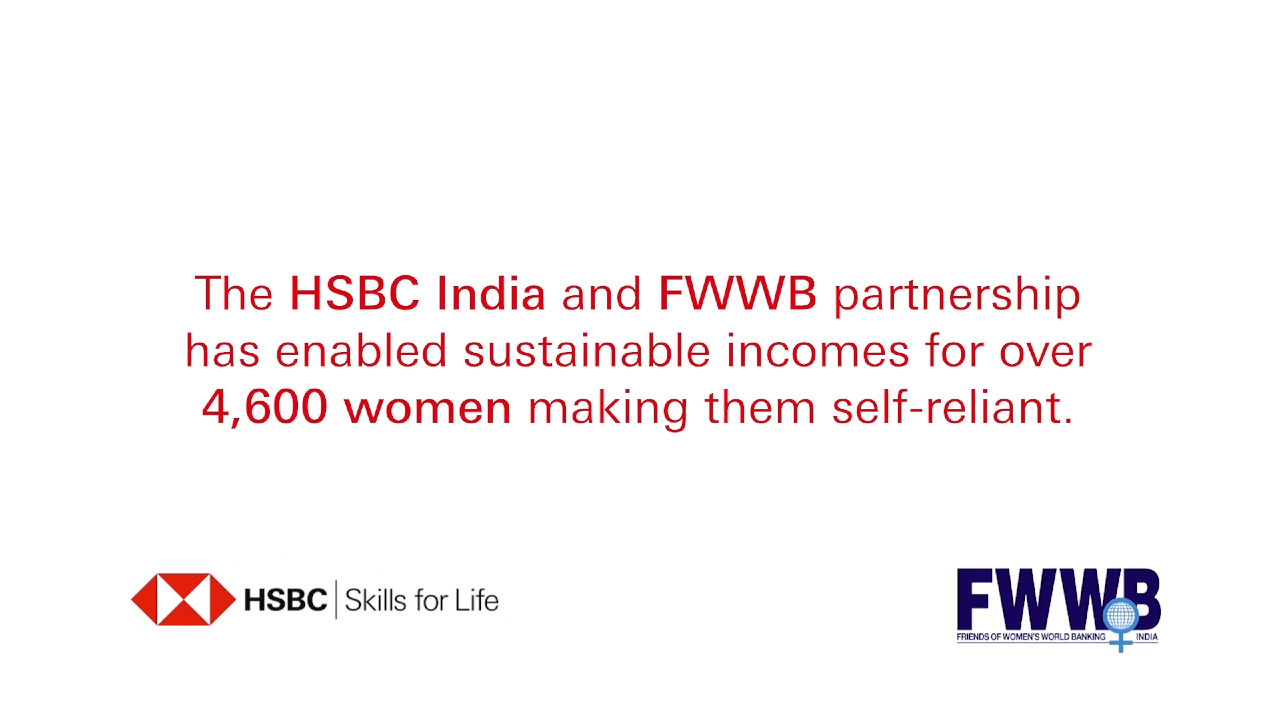 The HSBC India and FWWB partnership
has enabled sustainable incomes for over
4,600 women making them self-reliant.
HSBC | Skills for Life
FWWB
FRIENDS OF WOMEN'S WORLD BANKING INDIA